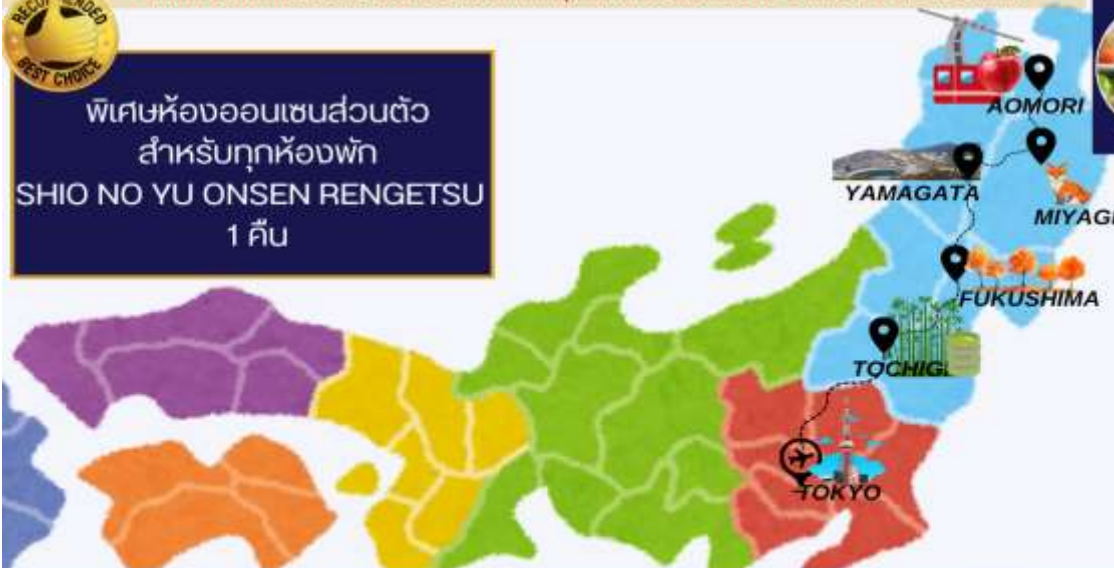 RECOMMENDED
BEST CHOICE
พิเศษห้องออนเซนส่วนตัว
สำหรับทุกห้องพัก
SHIO NO YU ONSEN RENGETSU
1 คืน
AOMORI
YAMAGATA
MIYAGI
FUKUSHIMA
TOCHIGI
TOKYO